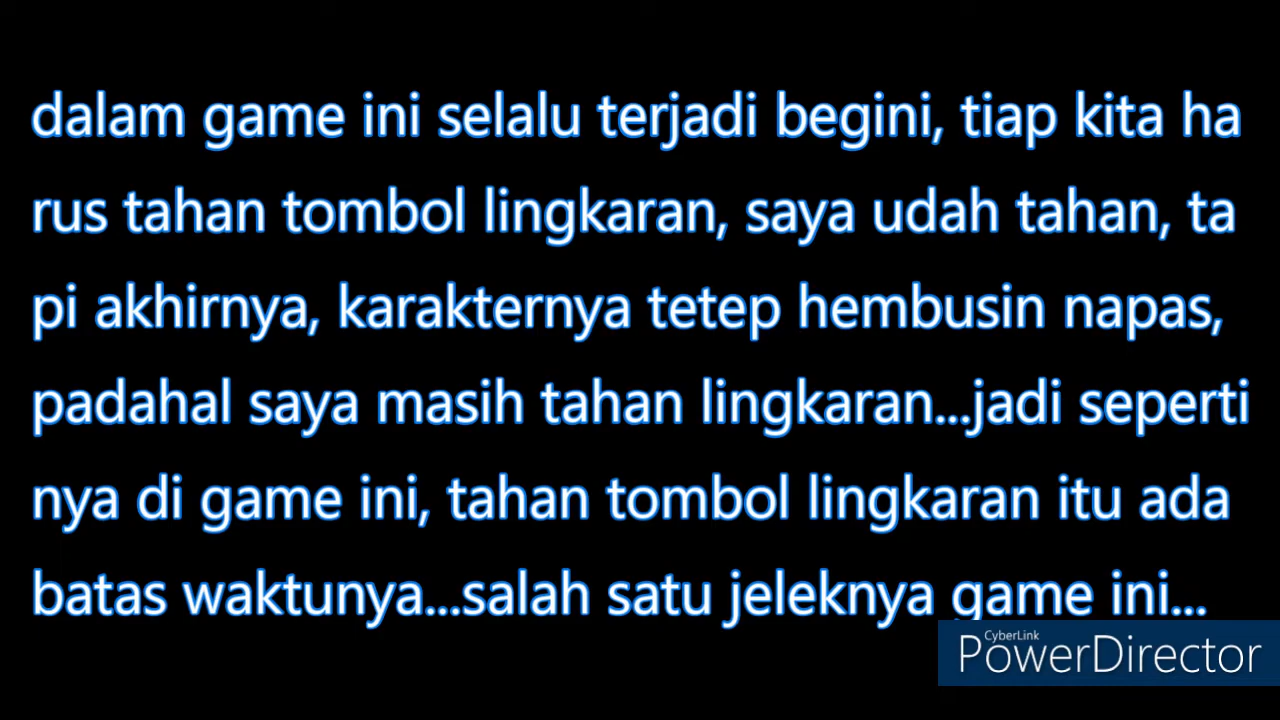 dalam game ini selalu terjadi begini, tiap kita ha
rus tahan tombol lingkaran, saya udah tahan, ta
pi akhirnya, karakternya tetep hembusin napas,
padahal saya masih tahan lingkaran...jadi seperti
nya di game ini, tahan tombol lingkaran itu ada
batas waktunya...salah satu jeleknya game ini...
CyberLink
PowerDirector